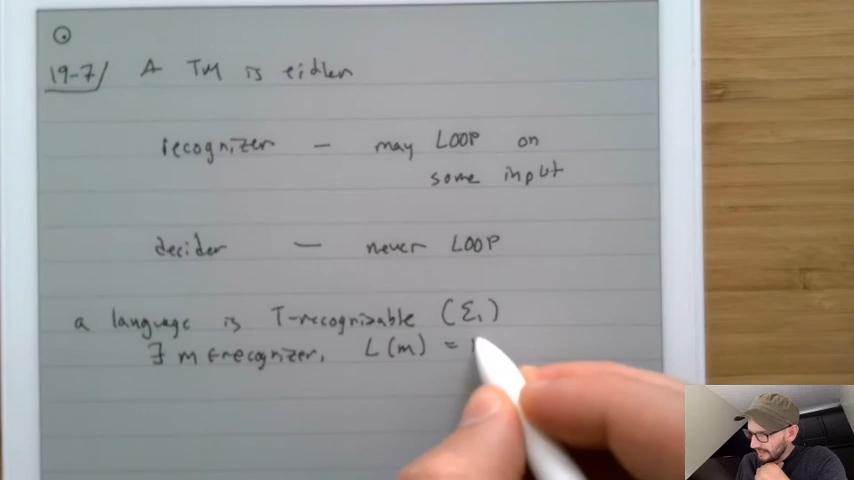 19-7/ A TM is either
recognizer — may LOOP on
some input
decider — never LOOP
a language is T-recognizable (Σ₁)
∃ m ∈ recognizer, L(m) =